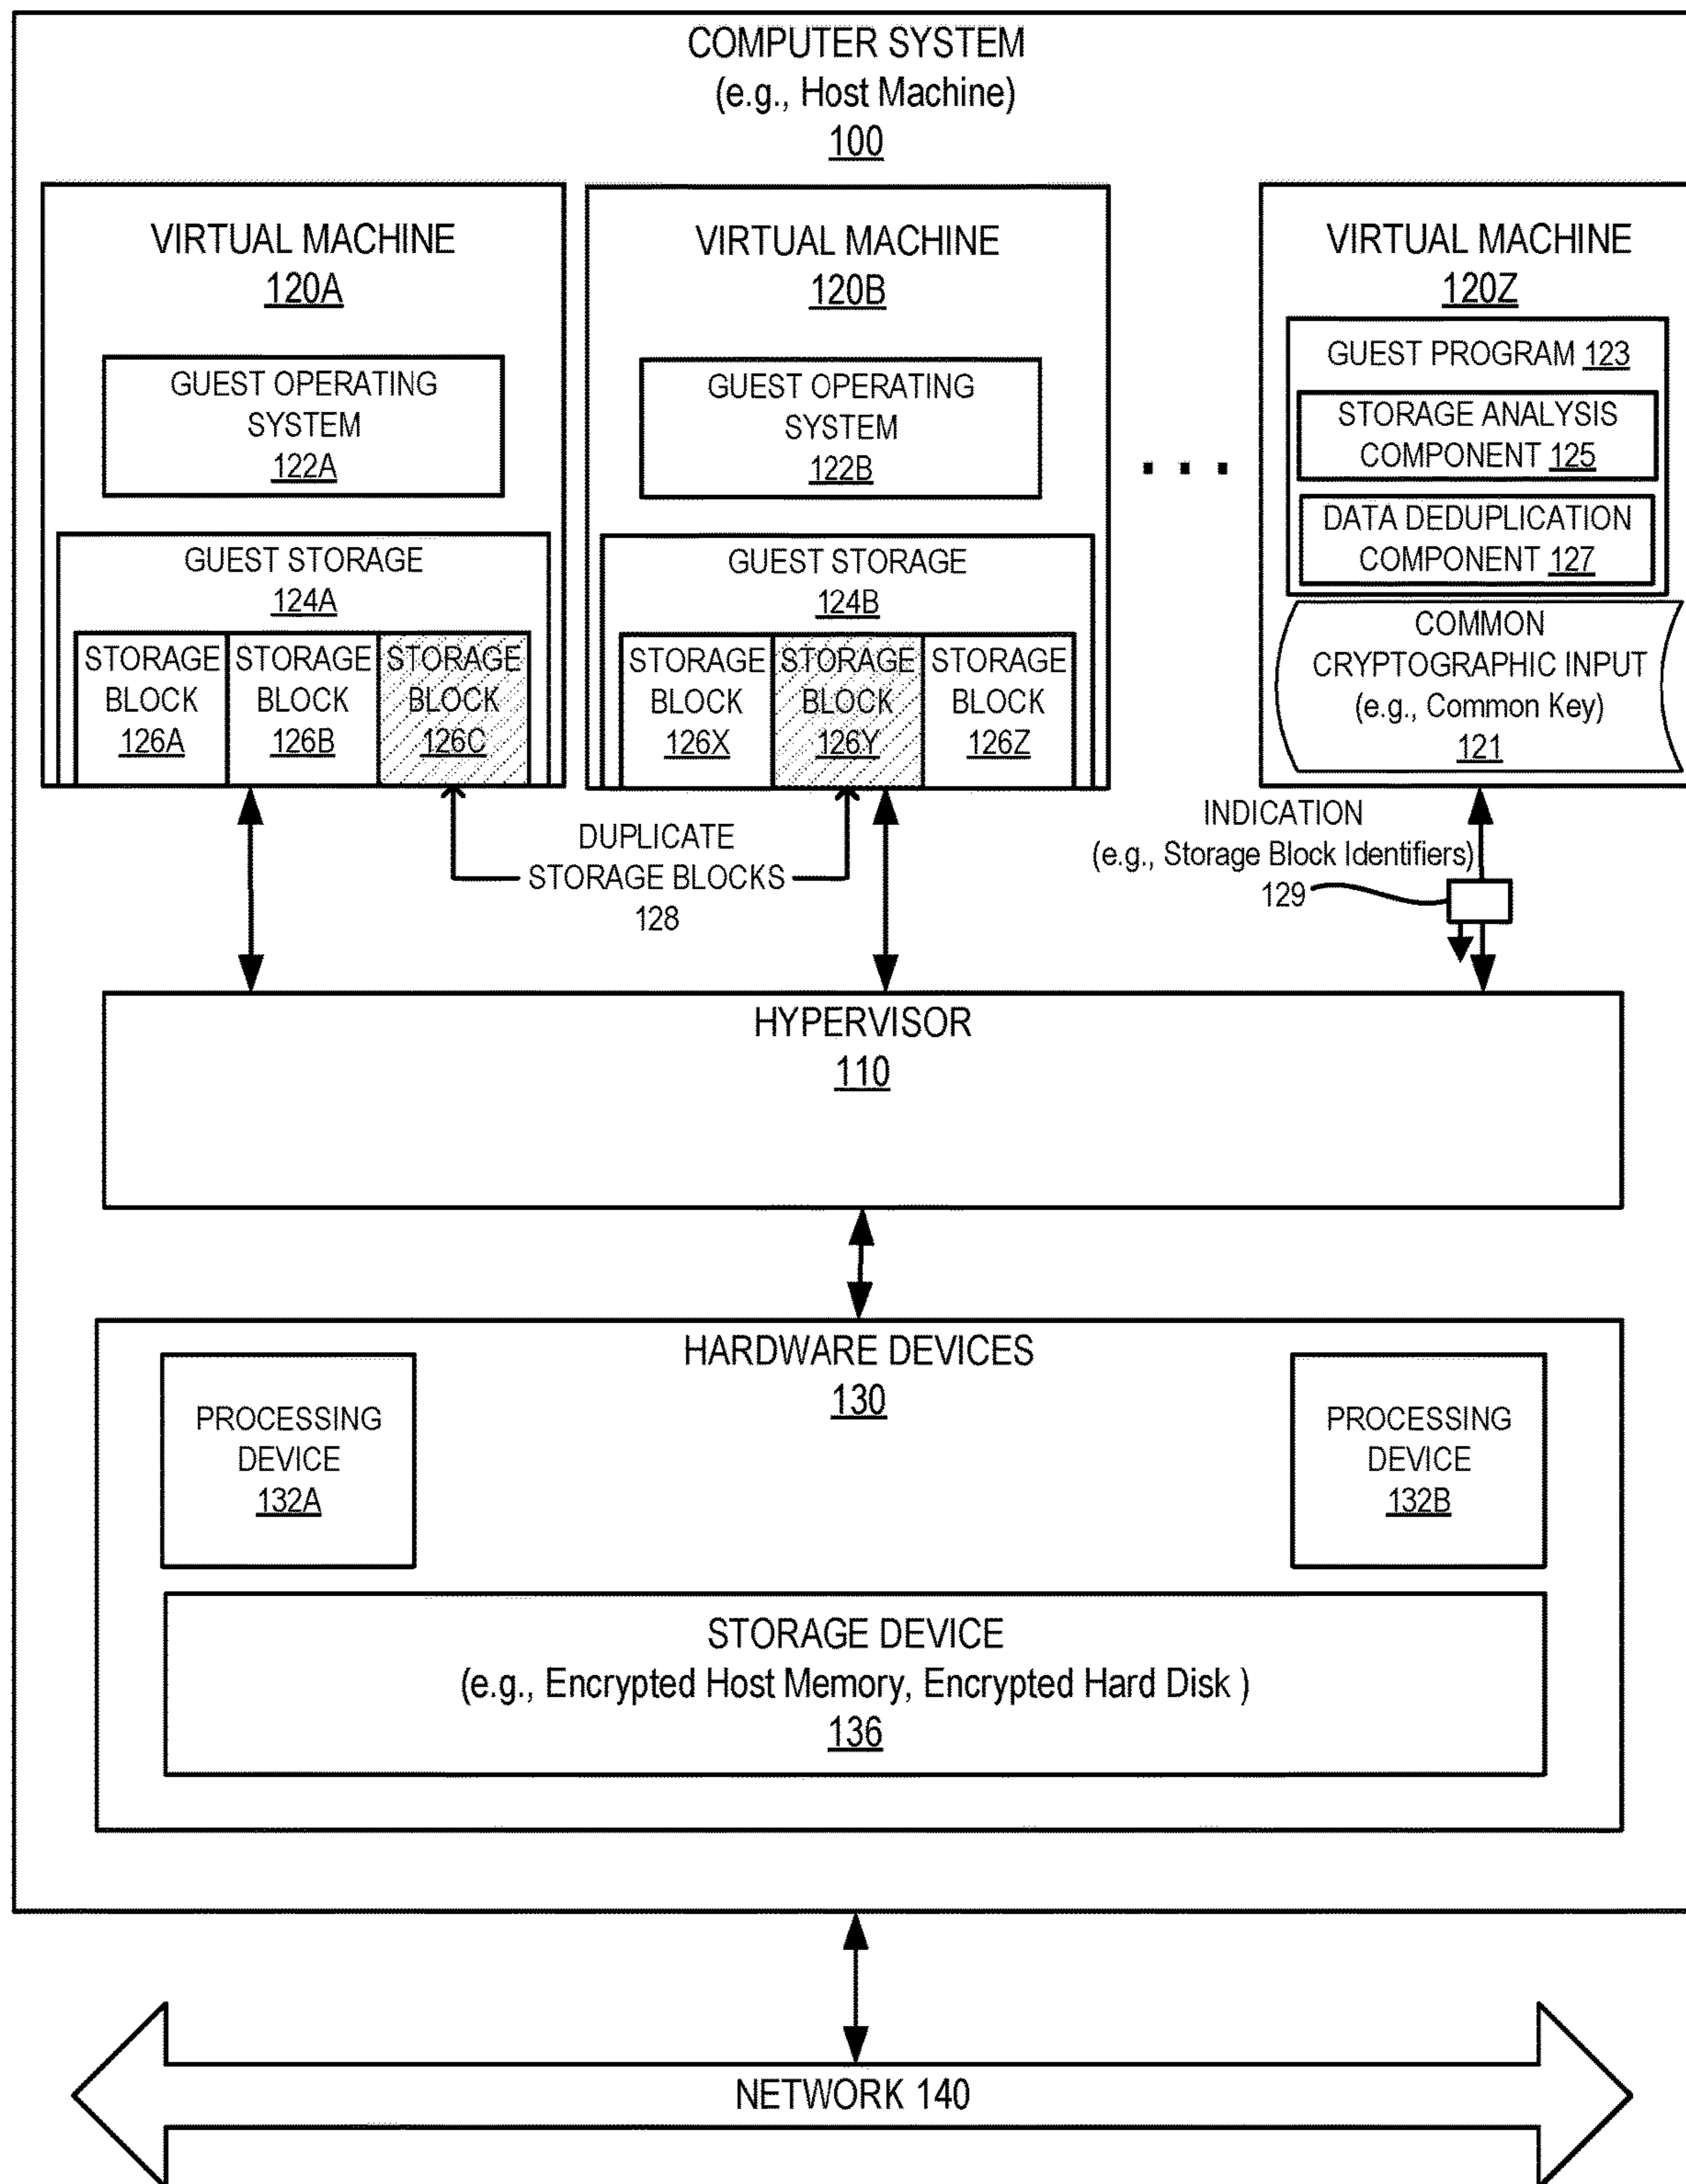 COMPUTER SYSTEM
(e.g., Host Machine)
100
VIRTUAL MACHINE
120A
GUEST OPERATING
SYSTEM
122A
GUEST STORAGE
124A
STORAGE
BLOCK
126A
STORAGE
BLOCK
126B
STORAGE
BLOCK
126C
VIRTUAL MACHINE
120B
GUEST OPERATING
SYSTEM
122B
GUEST STORAGE
124B
STORAGE
BLOCK
126X
STORAGE
BLOCK
126Y
STORAGE
BLOCK
126Z
. . .
VIRTUAL MACHINE
120Z
GUEST PROGRAM 123
STORAGE ANALYSIS
COMPONENT 125
DATA DEDUPLICATION
COMPONENT 127
COMMON
CRYPTOGRAPHIC INPUT
(e.g., Common Key)
121
DUPLICATE
STORAGE BLOCKS
128
INDICATION
(e.g., Storage Block Identifiers)
129
HYPERVISOR
110
HARDWARE DEVICES
130
PROCESSING
DEVICE
132A
PROCESSING
DEVICE
132B
STORAGE DEVICE
(e.g., Encrypted Host Memory, Encrypted Hard Disk )
136
NETWORK 140